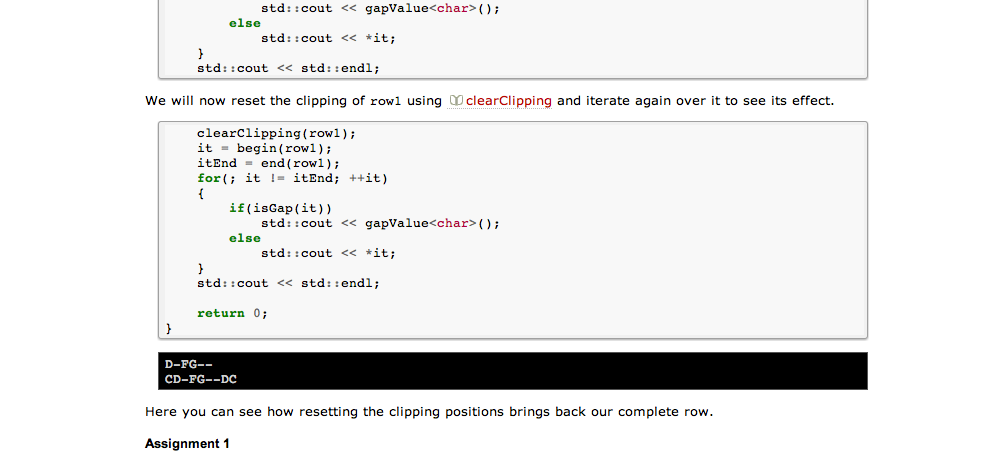 std::cout << gapValue<char>();
else
std::cout << *it;
}
std::cout << std::endl;
We will now reset the clipping of row1 using clearClipping and iterate again over it to see its effect.
clearClipping(row1);
it = begin(row1);
itEnd = end(row1);
for(; it != itEnd; ++it)
{
if(isGap(it))
std::cout << gapValue<char>();
else
std::cout << *it;
}
std::cout << std::endl;
return 0;
}
D-FG--
CD-FG--DC
Here you can see how resetting the clipping positions brings back our complete row.
Assignment 1